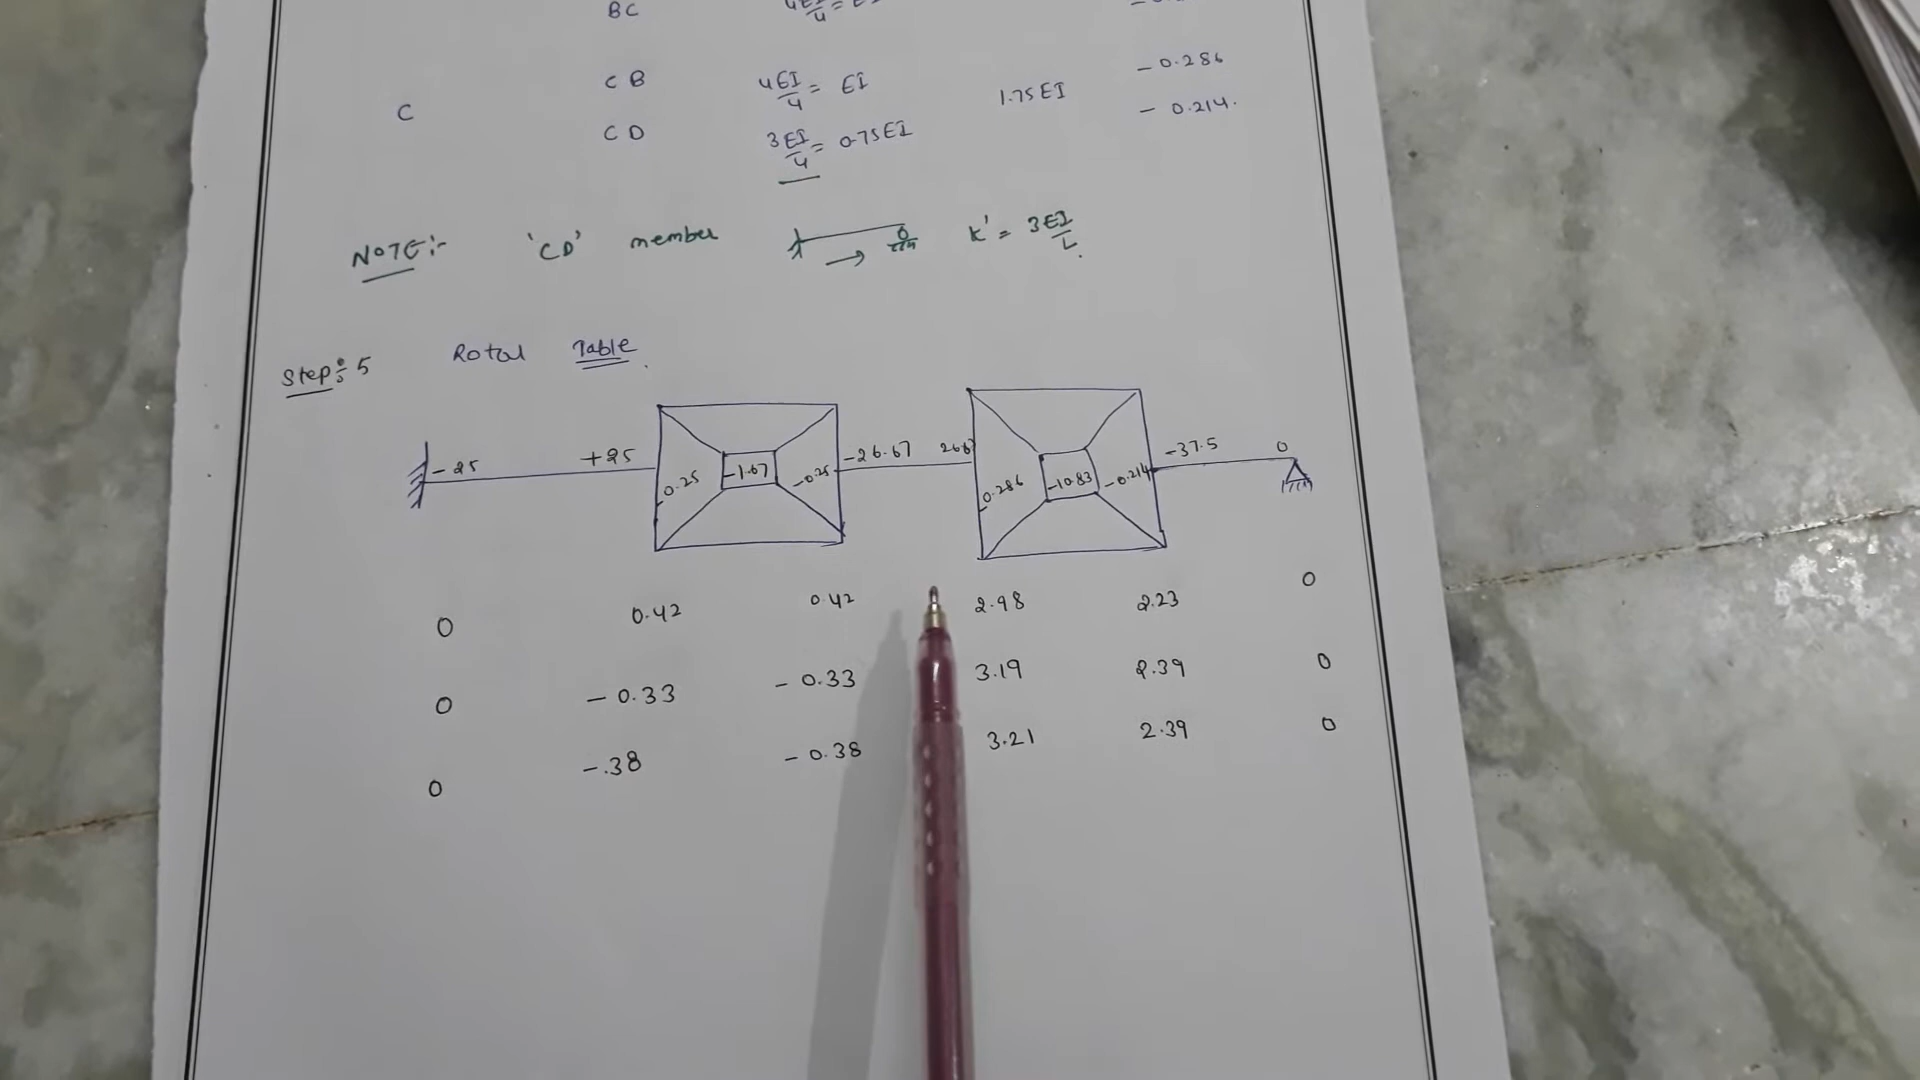 BC
C B 4EI/4 = EI - 0.286
C 1.75EI
C D 3EI/4 = 0.75EI - 0.214.
NOTE:- 'CD' member K' = 3EI/L.
Step:5 Rotal Table.
-25 +25 0.25 -1.67 -0.25 -26.67 26.67 0.286 -10.83 -0.214 -37.5 0
0 0.42 0.42 2.98 2.23 0
0 - 0.33 - 0.33 3.19 2.39 0
0 -.38 - 0.38 3.21 2.39 0